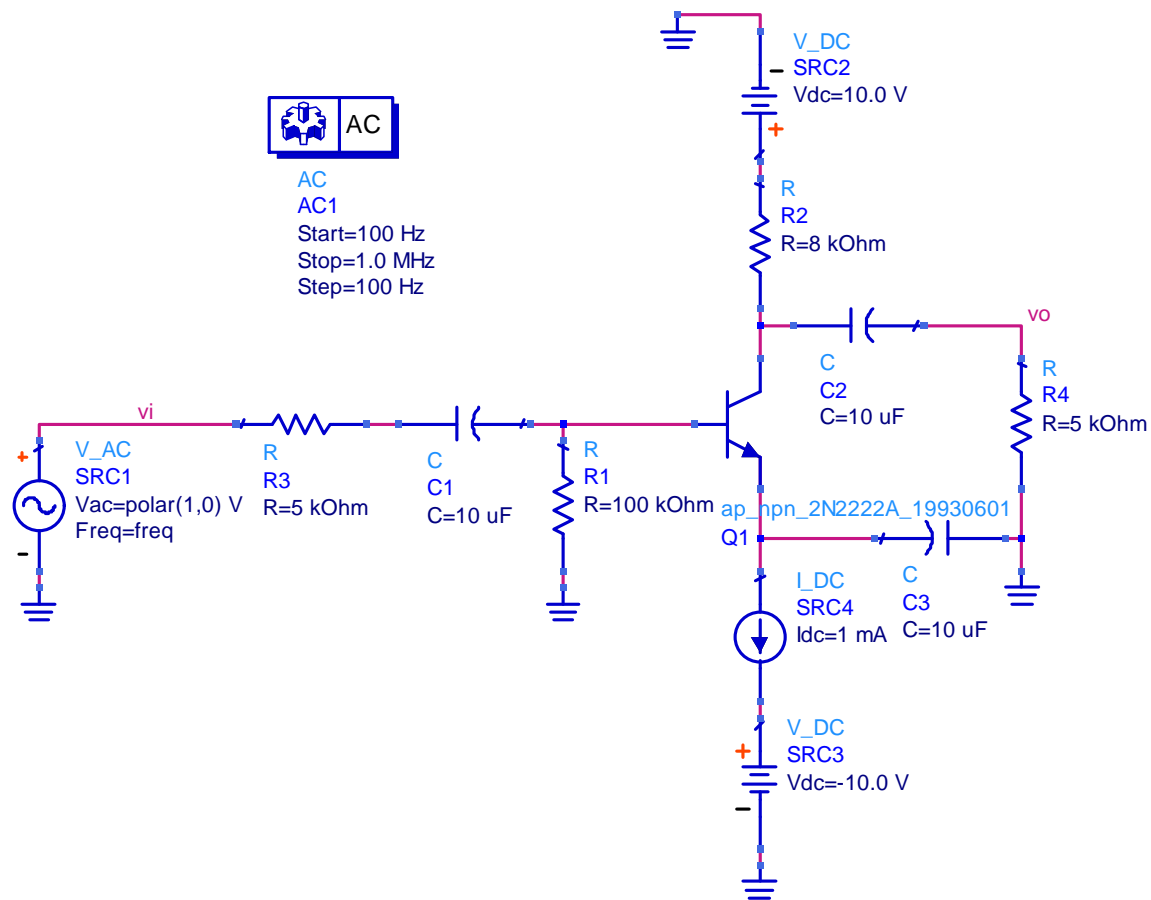 V_DC
SRC2
Vdc=10.0 V
AC
AC
AC1
Start=100 Hz
Stop=1.0 MHz
Step=100 Hz
R
R2
R=8 kOhm
vo
C
C2
C=10 uF
R
R4
R=5 kOhm
vi
V_AC
SRC1
Vac=polar(1,0) V
Freq=freq
R
R3
R=5 kOhm
C
C1
C=10 uF
R
R1
R=100 kOhm
ap_npn_2N2222A_19930601
Q1
C
C3
C=10 uF
I_DC
SRC4
Idc=1 mA
V_DC
SRC3
Vdc=-10.0 V